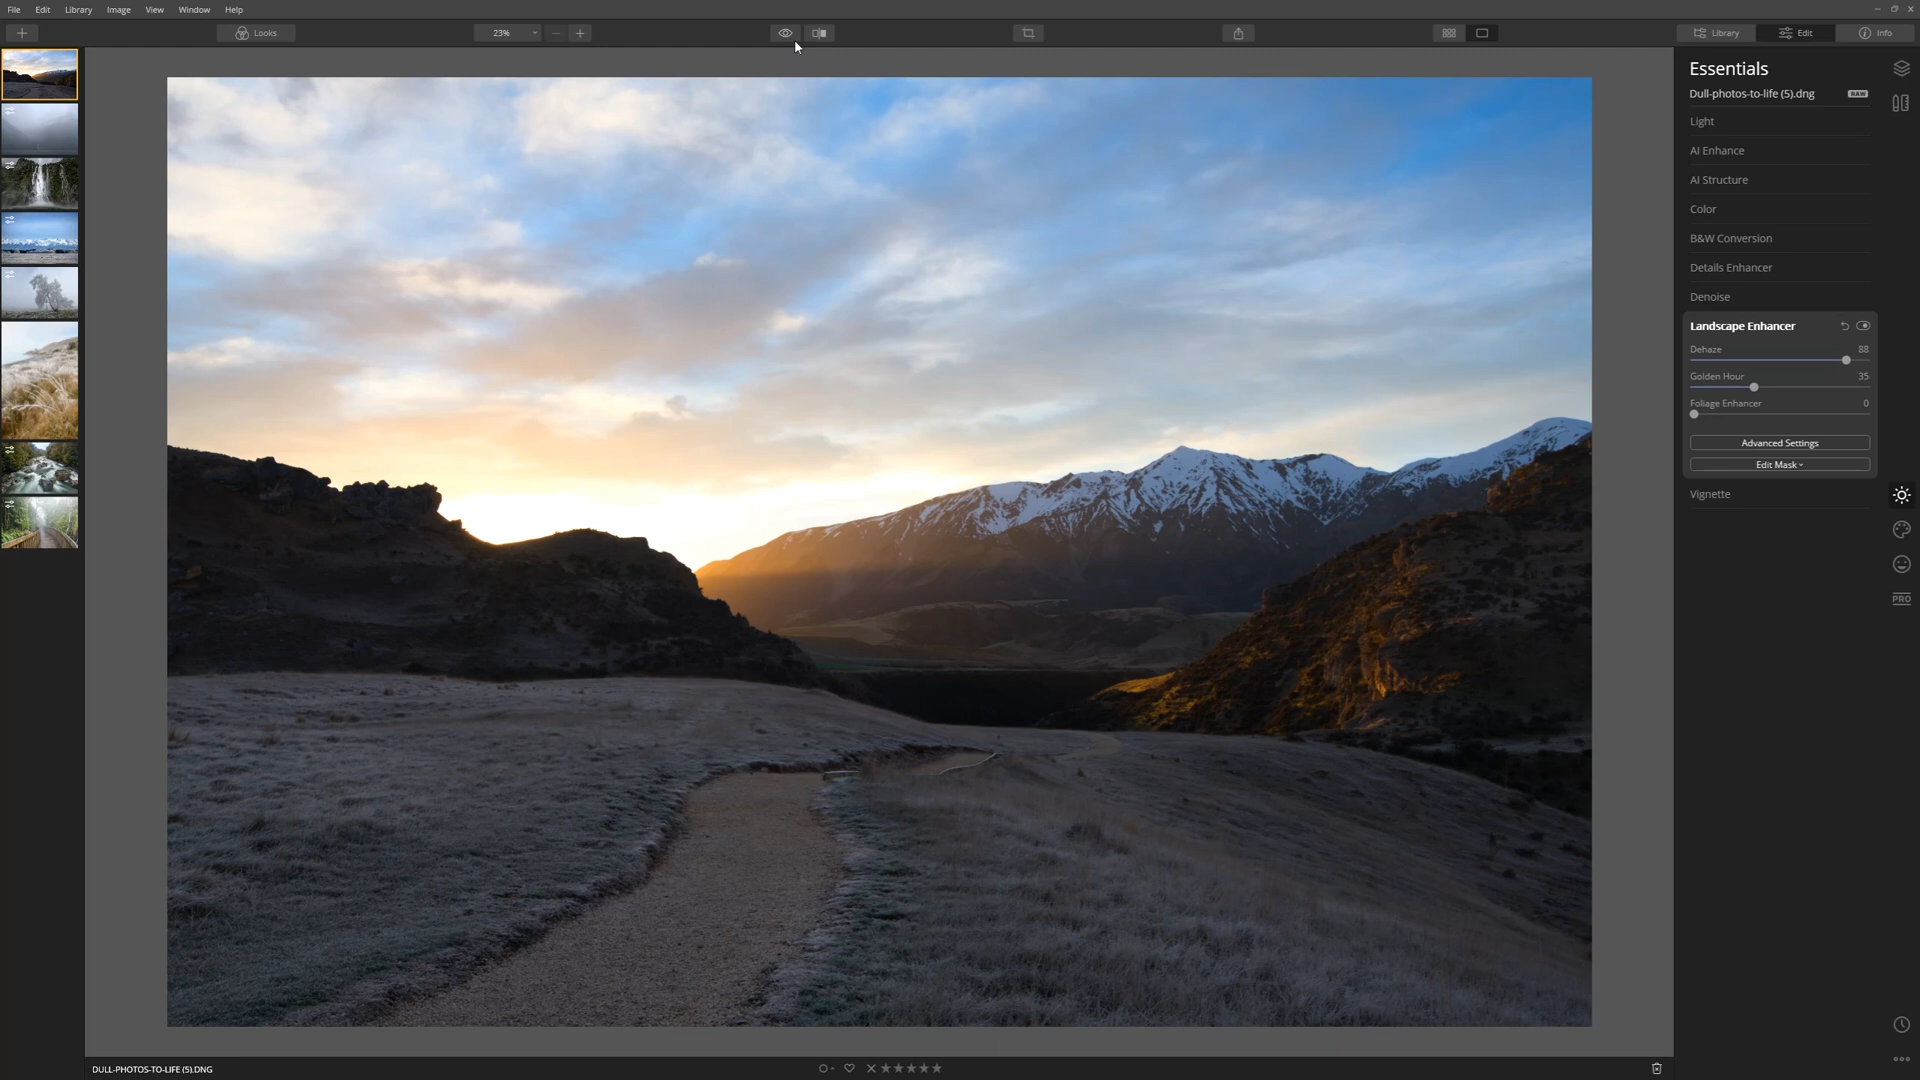 File Edit Library Image View Window Help
Looks 23% Library Edit Info
Essentials
Dull-photos-to-life (5).dng RAW
Light
AI Enhance
AI Structure
Color
B&W Conversion
Details Enhancer
Denoise
Landscape Enhancer
Dehaze 88
Golden Hour 35
Foliage Enhancer 0
Advanced Settings
Edit Mask
Vignette
PRO
DULL-PHOTOS-TO-LIFE (5).DNG